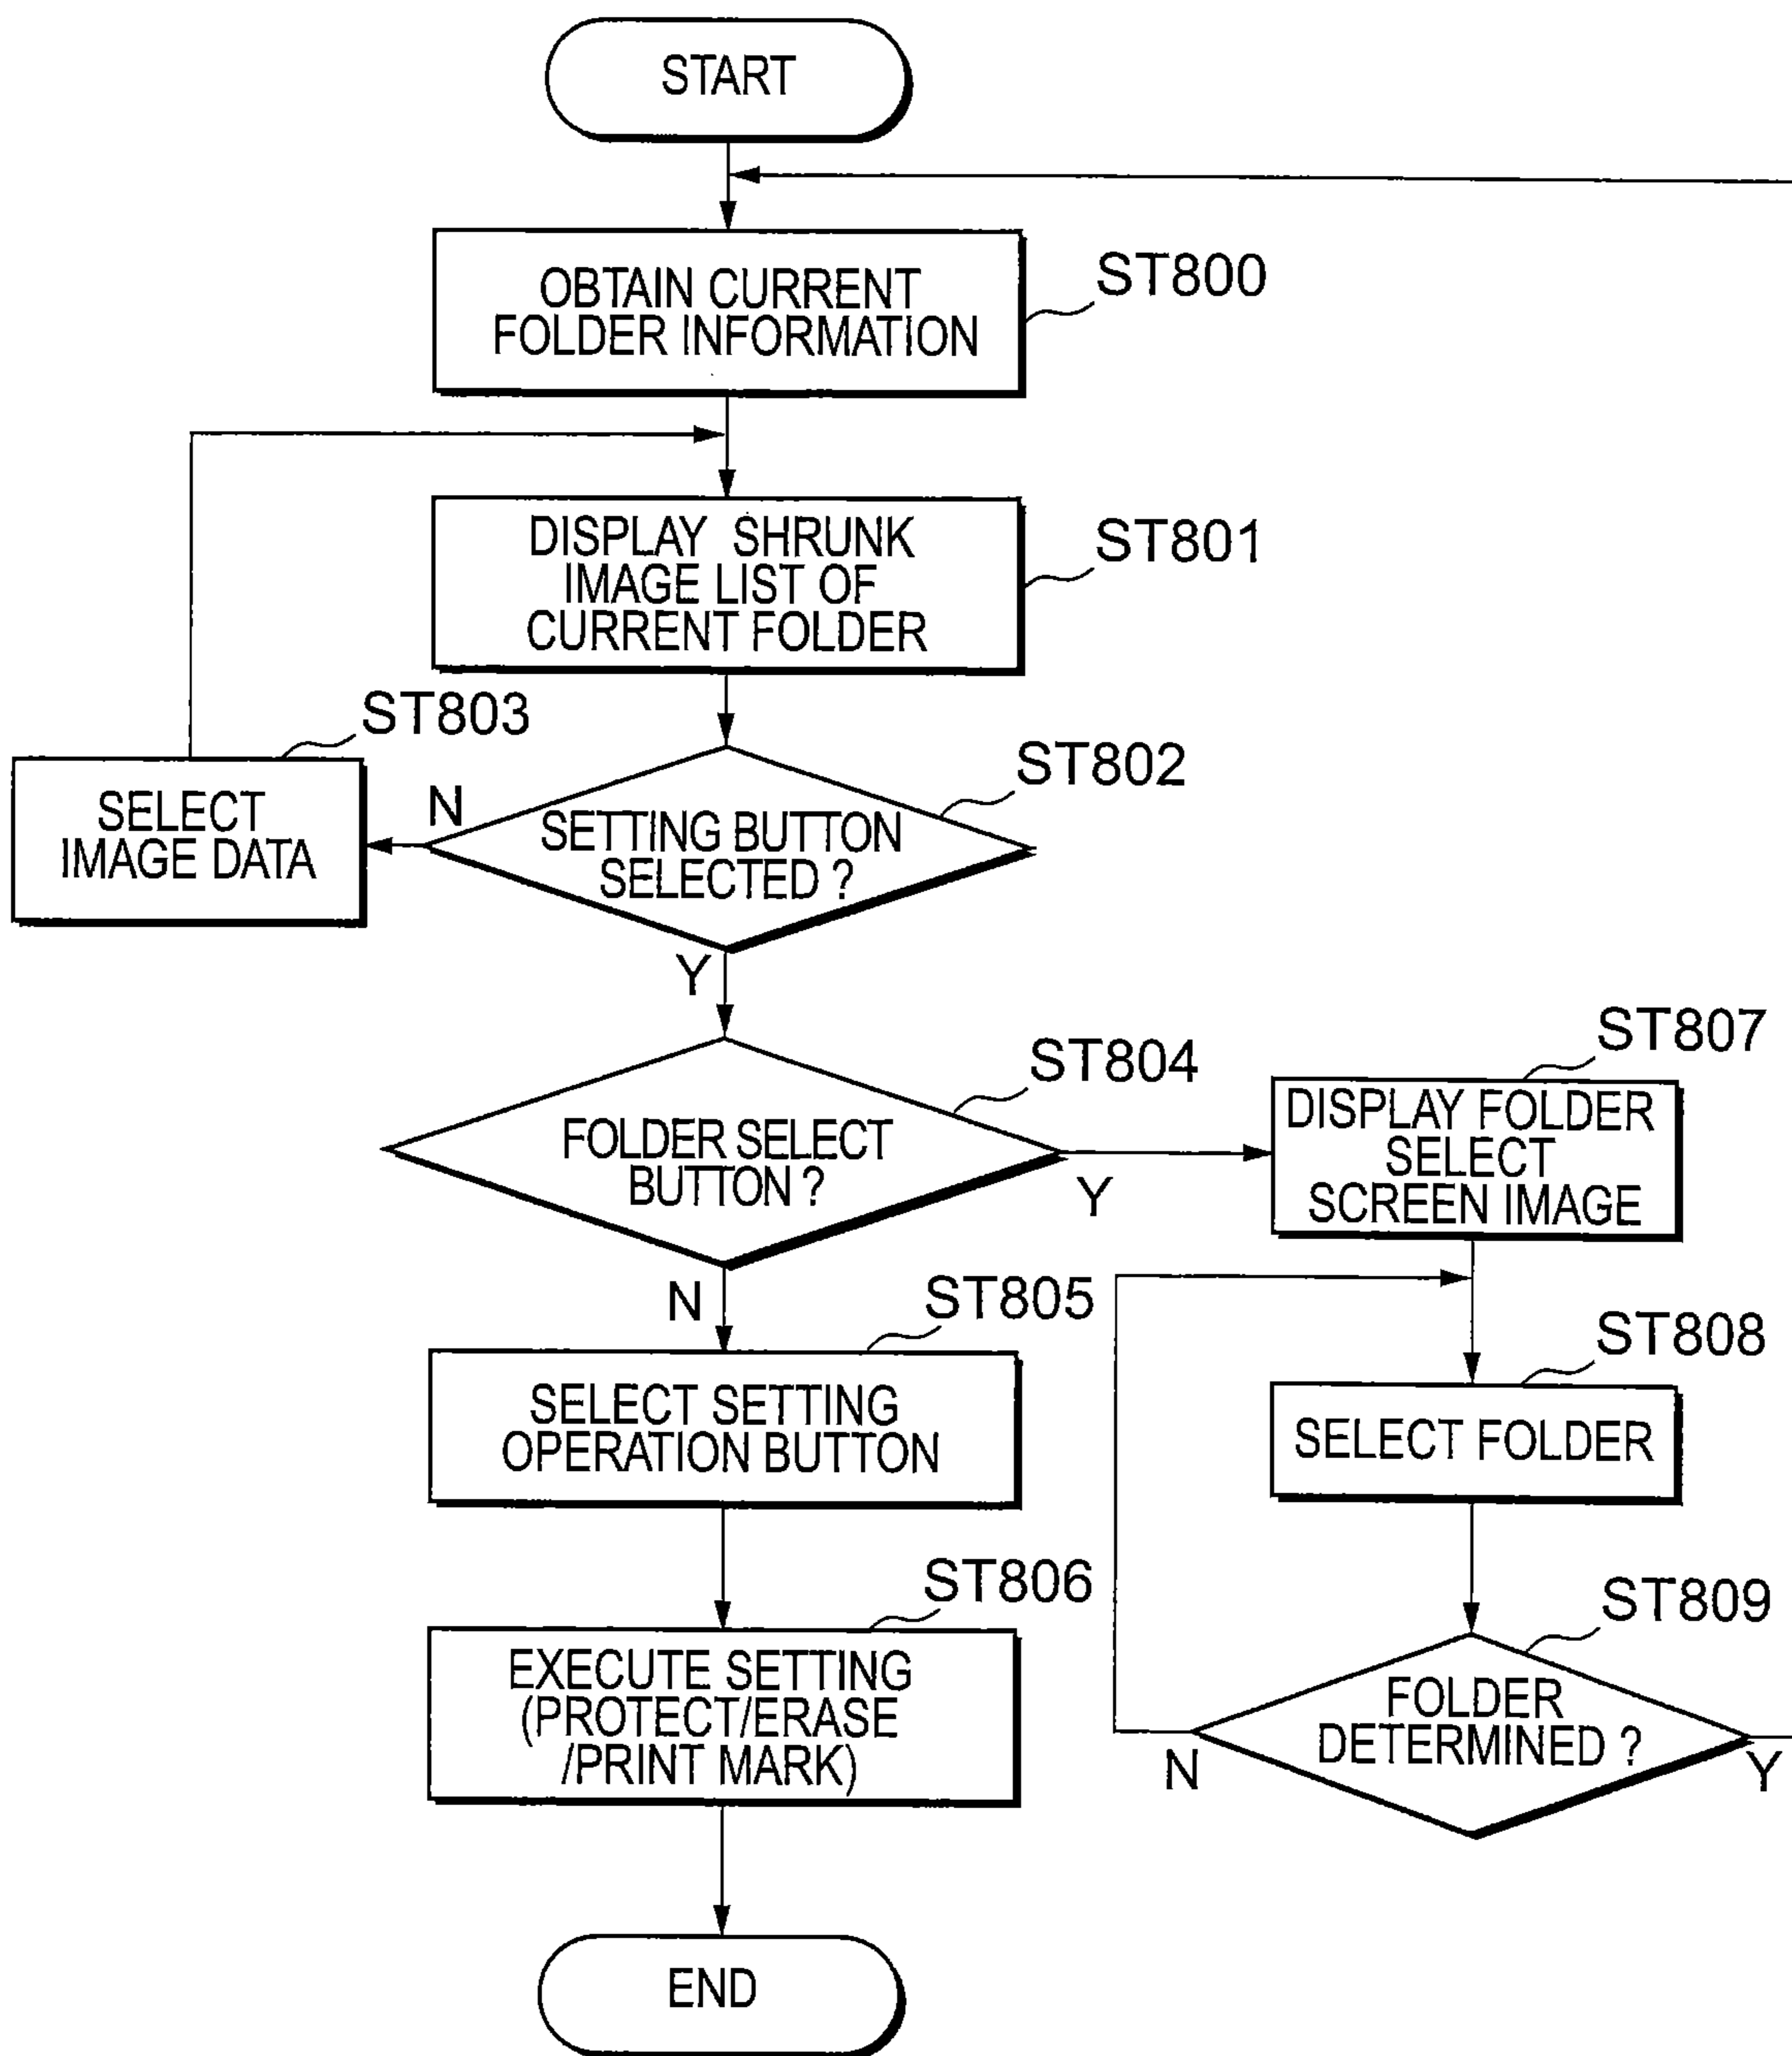 START
OBTAIN CURRENT
FOLDER INFORMATION
ST800
DISPLAY SHRUNK
IMAGE LIST OF
CURRENT FOLDER
ST801
ST803
SELECT
IMAGE DATA
N
SETTING BUTTON
SELECTED ?
ST802
Y
FOLDER SELECT
BUTTON ?
ST804
Y
N
ST807
DISPLAY FOLDER
SELECT
SCREEN IMAGE
ST805
SELECT SETTING
OPERATION BUTTON
ST808
SELECT FOLDER
ST806
EXECUTE SETTING
(PROTECT/ERASE
/PRINT MARK)
ST809
FOLDER
DETERMINED ?
N
Y
END